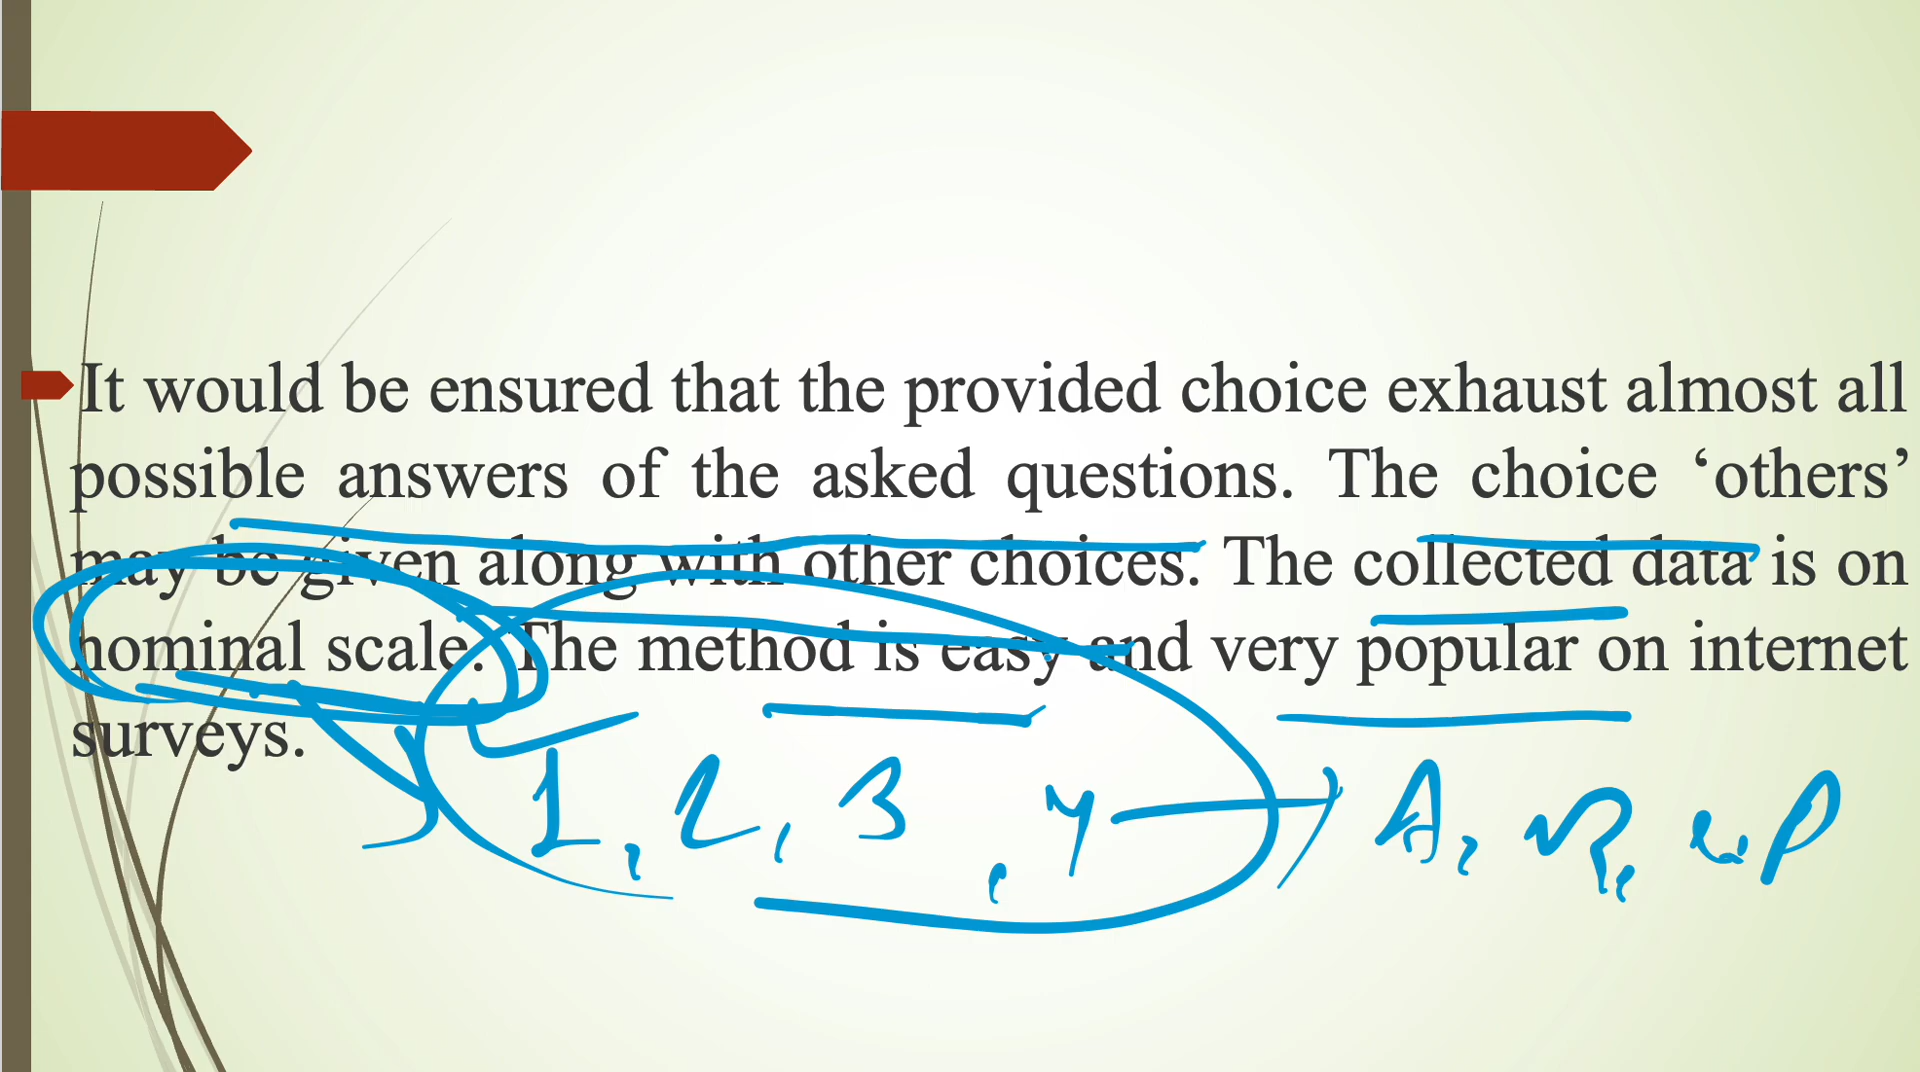 It would be ensured that the provided choice exhaust almost all
possible answers of the asked questions. The choice ‘others’
may be given along with other choices. The collected data is on
nominal scale. The method is easy and very popular on internet
surveys.
1, 2, 3, 4 A, B, D